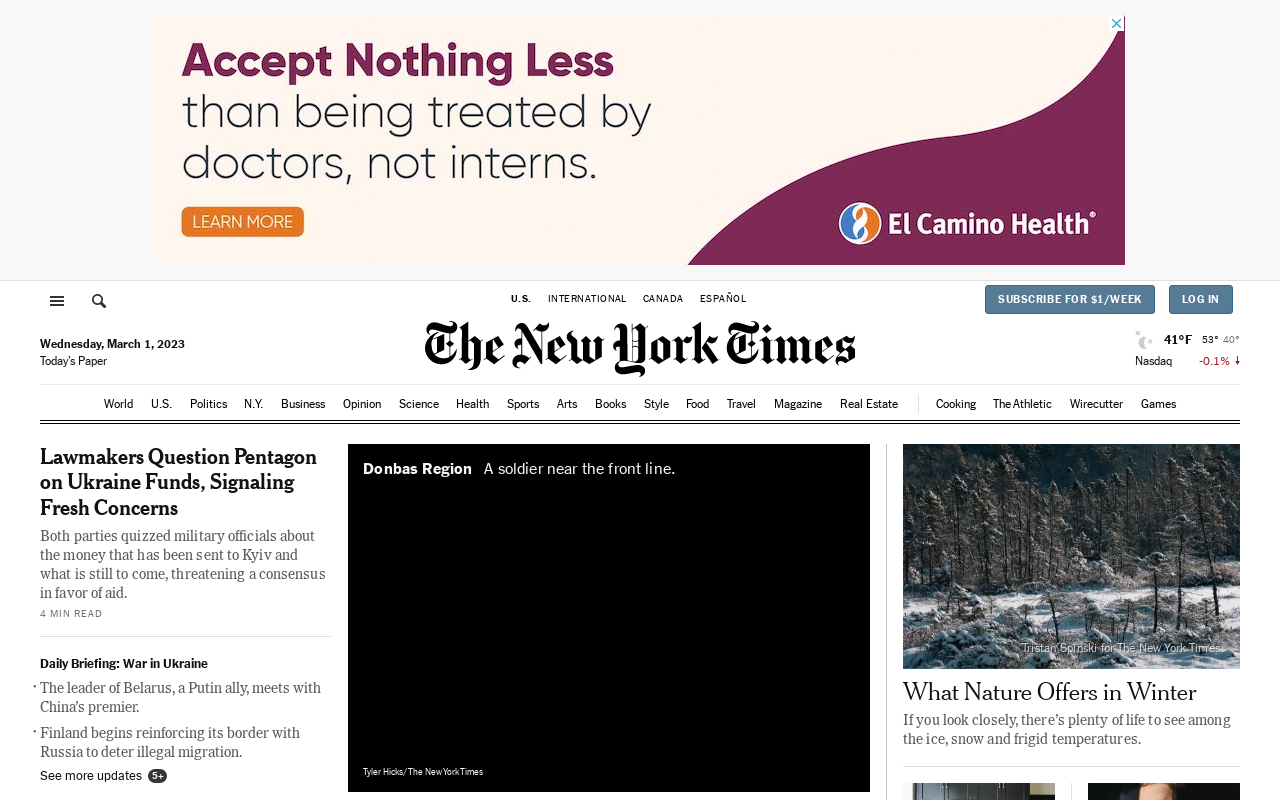 Accept Nothing Less
than being treated by
doctors, not interns.
LEARN MORE
El Camino Health®
U.S. INTERNATIONAL CANADA ESPAÑOL
SUBSCRIBE FOR $1/WEEK LOG IN
Wednesday, March 1, 2023
Today's Paper
The New York Times
41°F 53° 40°
Nasdaq -0.1% ↓
World U.S. Politics N.Y. Business Opinion Science Health Sports Arts Books Style Food Travel Magazine Real Estate Cooking The Athletic Wirecutter Games
Lawmakers Question Pentagon
on Ukraine Funds, Signaling
Fresh Concerns
Both parties quizzed military officials about
the money that has been sent to Kyiv and
what is still to come, threatening a consensus
in favor of aid.
4 MIN READ
Daily Briefing: War in Ukraine
• The leader of Belarus, a Putin ally, meets with
China's premier.
• Finland begins reinforcing its border with
Russia to deter illegal migration.
See more updates 5+
Donbas Region A soldier near the front line.
Tyler Hicks/The New York Times
Tristan Spinski for The New York Times
What Nature Offers in Winter
If you look closely, there's plenty of life to see among
the ice, snow and frigid temperatures.